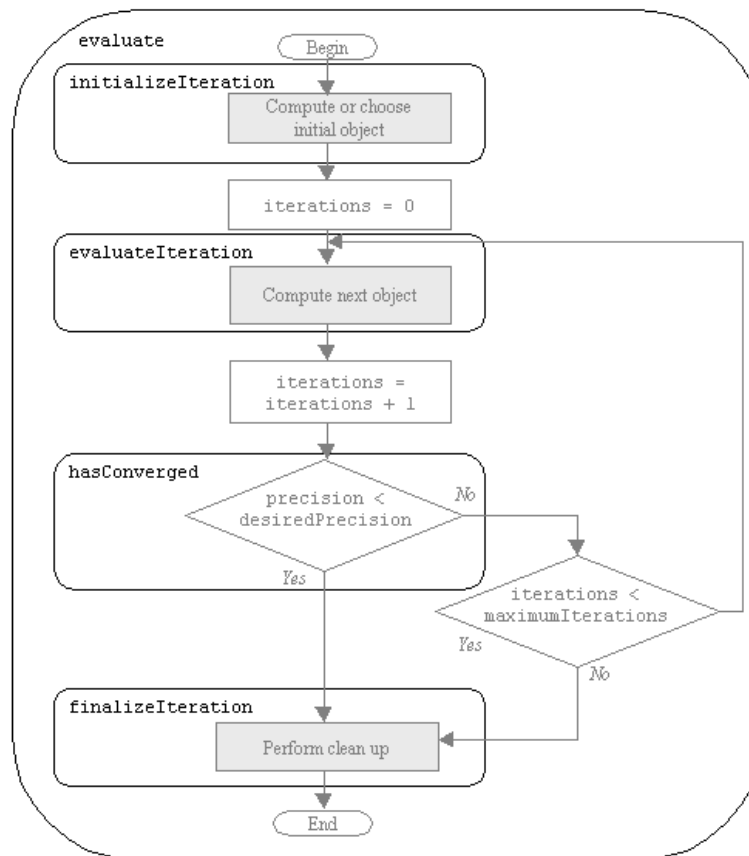 evaluate
Begin
initializeIteration
Compute or choose
initial object
iterations = 0
evaluateIteration
Compute next object
iterations =
iterations + 1
hasConverged
precision <
desiredPrecision
No
Yes
iterations <
maximumIterations
Yes
No
finalizeIteration
Perform clean up
End